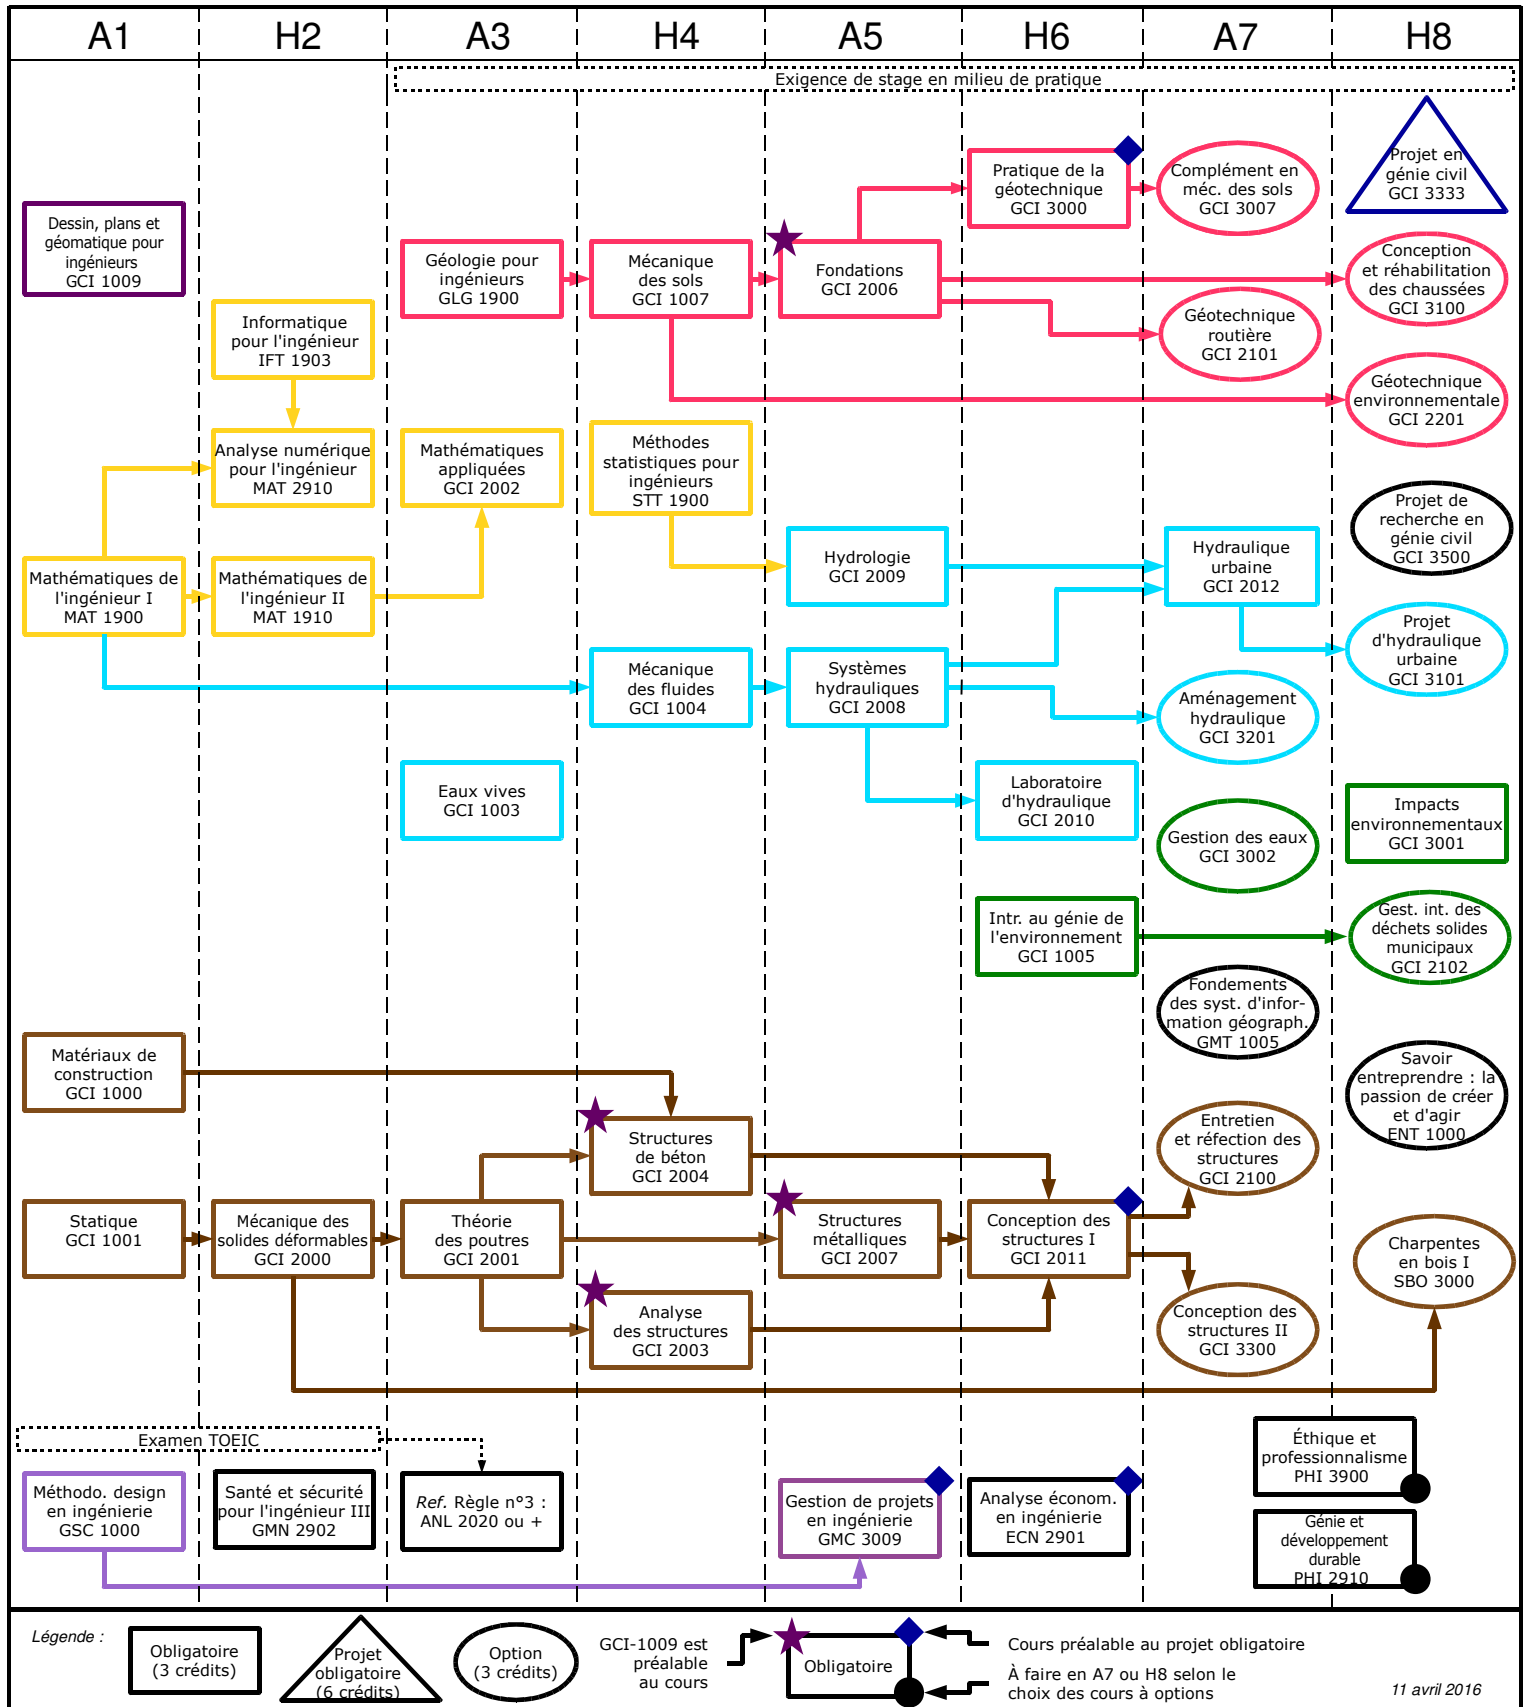 A1
H2
A3
H4
A5
H6
A7
H8
Exigence de stage en milieu de pratique
Projet en
génie civil
GCI 3333
Pratique de la
géotechnique
GCI 3000
Complément en
méc. des sols
GCI 3007
Dessin, plans et
géomatique pour
ingénieurs
GCI 1009
Géologie pour
ingénieurs
GLG 1900
Mécanique
des sols
GCI 1007
Fondations
GCI 2006
Conception
et réhabilitation
des chaussées
GCI 3100
Informatique
pour l'ingénieur
IFT 1903
Géotechnique
routière
GCI 2101
Géotechnique
environnementale
GCI 2201
Analyse numérique
pour l'ingénieur
MAT 2910
Mathématiques
appliquées
GCI 2002
Méthodes
statistiques pour
ingénieurs
STT 1900
Projet de
recherche en
génie civil
GCI 3500
Mathématiques de
l'ingénieur I
MAT 1900
Mathématiques de
l'ingénieur II
MAT 1910
Hydrologie
GCI 2009
Hydraulique
urbaine
GCI 2012
Projet
d'hydraulique
urbaine
GCI 3101
Mécanique
des fluides
GCI 1004
Systèmes
hydrauliques
GCI 2008
Aménagement
hydraulique
GCI 3201
Eaux vives
GCI 1003
Laboratoire
d'hydraulique
GCI 2010
Gestion des eaux
GCI 3002
Impacts
environnementaux
GCI 3001
Intr. au génie de
l'environnement
GCI 1005
Gest. int. des
déchets solides
municipaux
GCI 2102
Fondements
des syst. d'infor-
mation géograph.
GMT 1005
Matériaux de
construction
GCI 1000
Savoir
entreprendre : la
passion de créer
et d'agir
ENT 1000
Structures
de béton
GCI 2004
Entretien
et réfection des
structures
GCI 2100
Statique
GCI 1001
Mécanique des
solides déformables
GCI 2000
Théorie
des poutres
GCI 2001
Structures
métalliques
GCI 2007
Conception des
structures I
GCI 2011
Charpentes
en bois I
SBO 3000
Analyse
des structures
GCI 2003
Conception des
structures II
GCI 3300
Examen TOEIC
Éthique et
professionnalisme
PHI 3900
Méthodo. design
en ingénierie
GSC 1000
Santé et sécurité
pour l'ingénieur III
GMN 2902
Ref. Règle n°3 :
ANL 2020 ou +
Gestion de projets
en ingénierie
GMC 3009
Analyse économ.
en ingénierie
ECN 2901
Génie et
développement
durable
PHI 2910
Légende :
Obligatoire
(3 crédits)
Projet
obligatoire
(6 crédits)
Option
(3 crédits)
GCI-1009 est
préalable
au cours
Obligatoire
Cours préalable au projet obligatoire
À faire en A7 ou H8 selon le
choix des cours à options
11 avril 2016